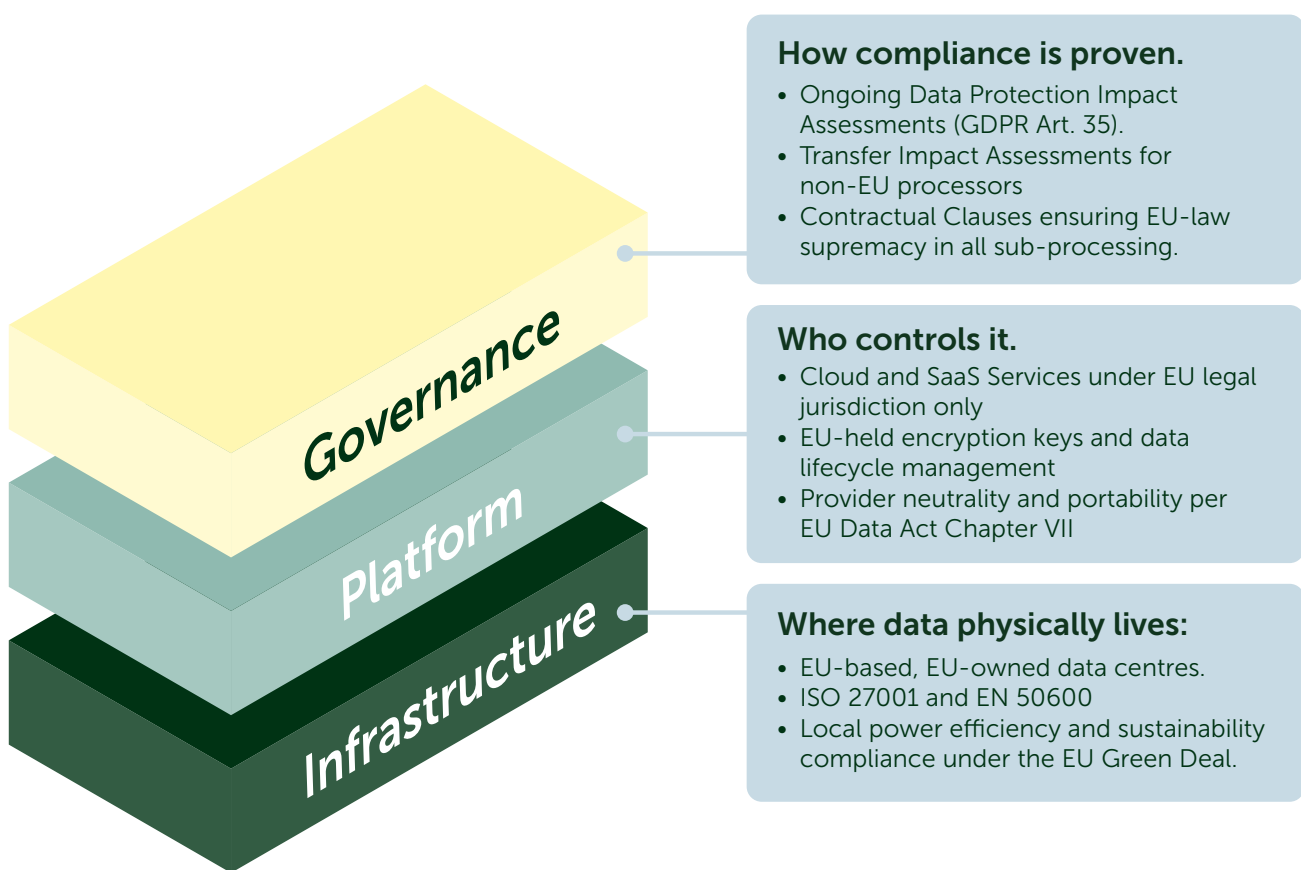 How compliance is proven.
• Ongoing Data Protection Impact
Assessments (GDPR Art. 35).
• Transfer Impact Assessments for
non-EU processors
• Contractual Clauses ensuring EU-law
supremacy in all sub-processing.
Governance
Who controls it.
• Cloud and SaaS Services under EU legal
jurisdiction only
• EU-held encryption keys and data
lifecycle management
• Provider neutrality and portability per
EU Data Act Chapter VII
Platform
Where data physically lives:
• EU-based, EU-owned data centres.
• ISO 27001 and EN 50600
• Local power efficiency and sustainability
compliance under the EU Green Deal.
Infrastructure